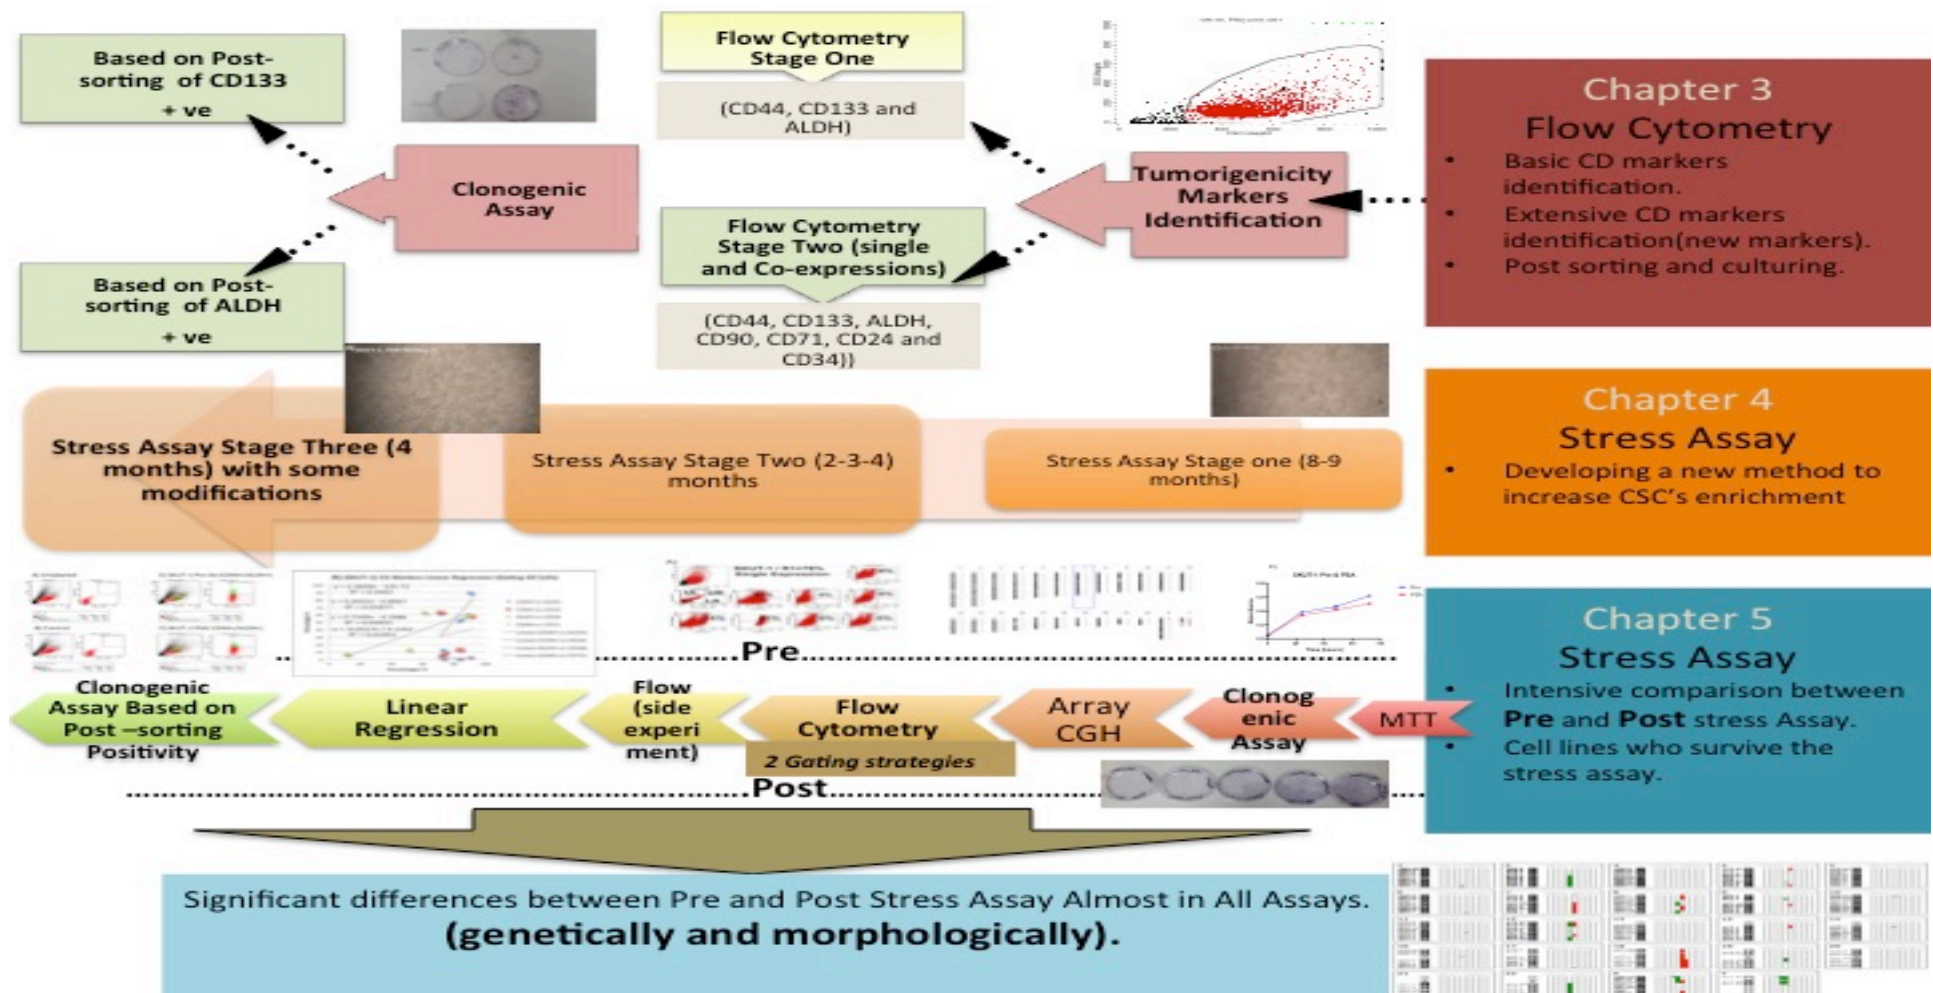 Based on Post-
sorting of CD133
+ ve
Flow Cytometry
Stage One
(CD44, CD133 and
ALDH)
Chapter 3
Flow Cytometry
• Basic CD markers
identification.
• Extensive CD markers
identification(new markers).
• Post sorting and culturing.
Clonogenic
Assay
Tumorigenicity
Markers
Identification
Flow Cytometry
Stage Two (single
and Co-expressions)
(CD44, CD133, ALDH,
CD90, CD71, CD24 and
CD34))
Based on Post-
sorting of ALDH
+ ve
Stress Assay Stage Three (4
months) with some
modifications
Stress Assay Stage Two (2-3-4)
months
Stress Assay Stage one (8-9
months)
Chapter 4
Stress Assay
• Developing a new method to
increase CSC's enrichment
Single Expression
Pre
Chapter 5
Stress Assay
• Intensive comparison between
Pre and Post stress Assay.
• Cell lines who survive the
stress assay.
Clonogenic
Assay Based on
Post –sorting
Positivity
Linear
Regression
Flow
(side
experi
ment)
Flow
Cytometry
2 Gating strategies
Array
CGH
Clonog
enic
Assay
MTT
Post
Significant differences between Pre and Post Stress Assay Almost in All Assays.
(genetically and morphologically).